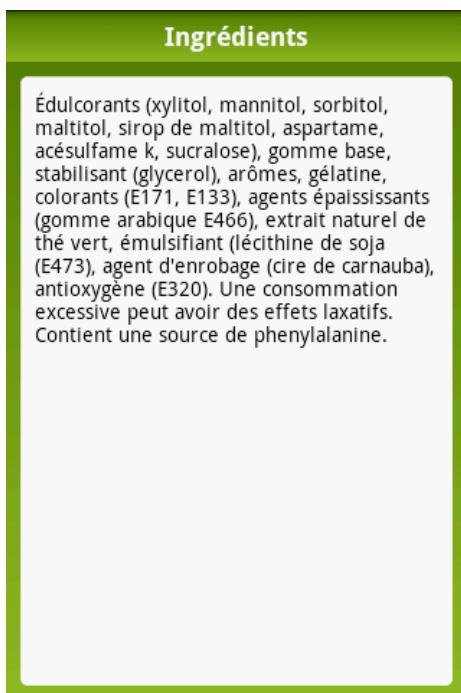 Ingrédients
Édulcorants (xylitol, mannitol, sorbitol,
maltitol, sirop de maltitol, aspartame,
acésulfame k, sucralose), gomme base,
stabilisant (glycerol), arômes, gélatine,
colorants (E171, E133), agents épaississants
(gomme arabique E466), extrait naturel de
thé vert, émulsifiant (lécithine de soja
(E473), agent d'enrobage (cire de carnauba),
antioxygène (E320). Une consommation
excessive peut avoir des effets laxatifs.
Contient une source de phenylalanine.